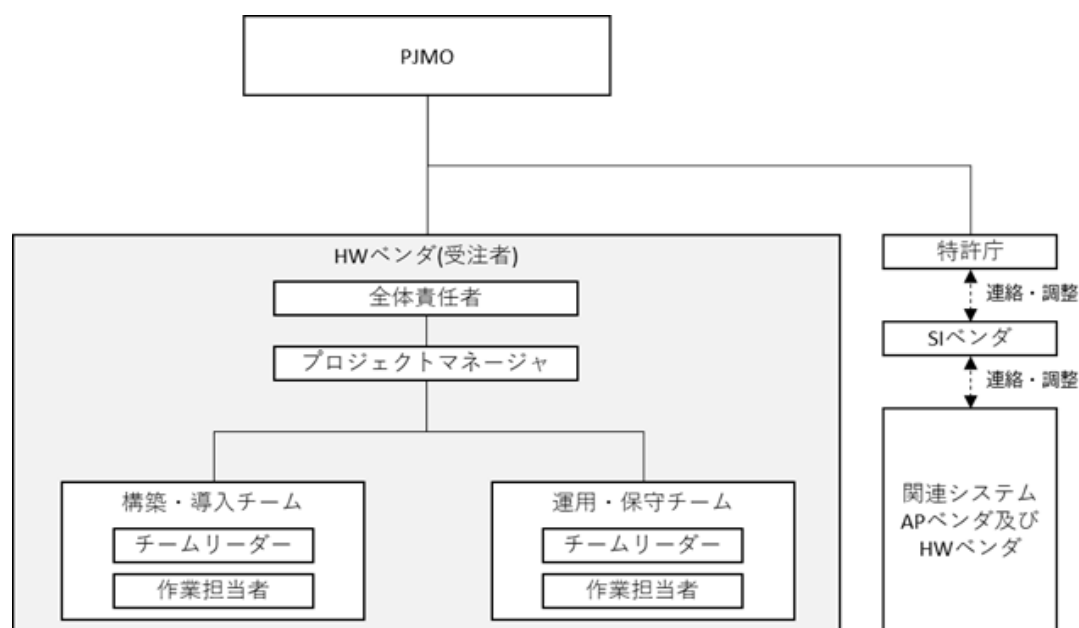 PJMO
HWベンダ(受注者)
全体責任者
プロジェクトマネージャ
構築・導入チーム
チームリーダー
作業担当者
運用・保守チーム
チームリーダー
作業担当者
特許庁
連絡・調整
SIベンダ
連絡・調整
関連システム
APベンダ及び
HWベンダ